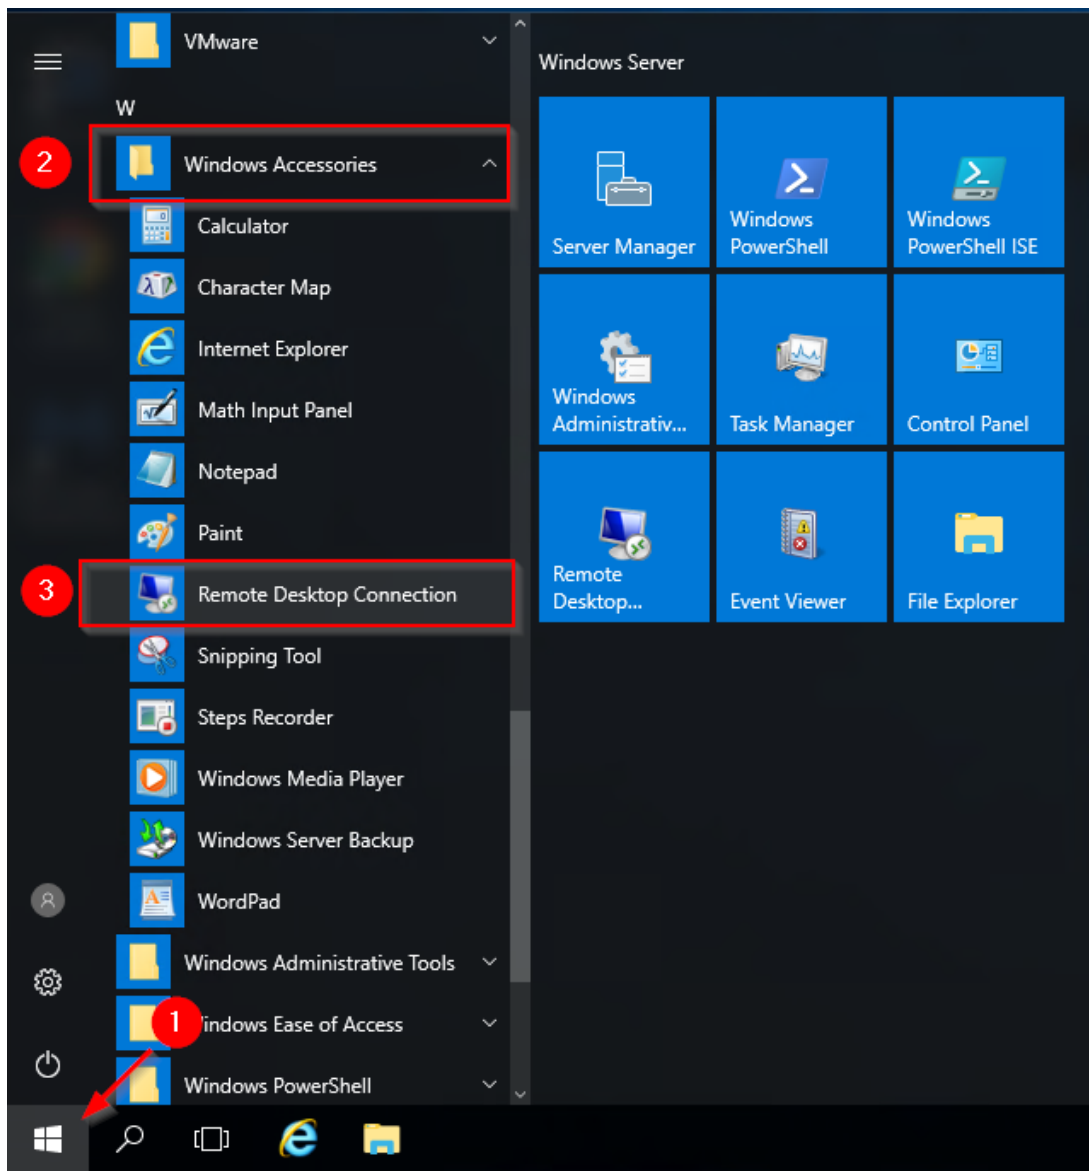 VMware
W
2
Windows Accessories
Calculator
Character Map
Internet Explorer
Math Input Panel
Notepad
Paint
3
Remote Desktop Connection
Snipping Tool
Steps Recorder
Windows Media Player
Windows Server Backup
WordPad
Windows Administrative Tools
1
indows Ease of Access
Windows PowerShell
Windows Server
Server Manager
Windows
PowerShell
Windows
PowerShell ISE
Windows
Administrativ...
Task Manager
Control Panel
Remote
Desktop...
Event Viewer
File Explorer